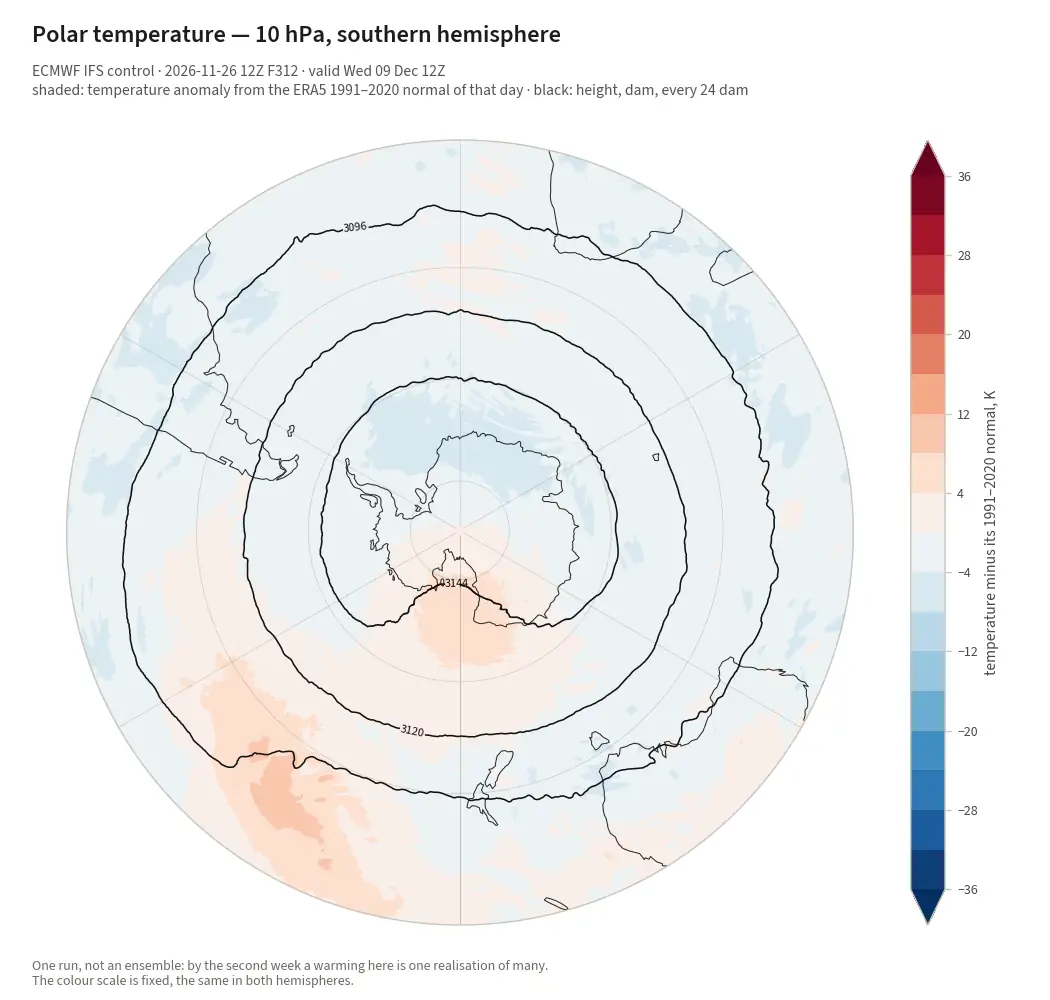 Polar temperature — 10 hPa, southern hemisphere
ECMWF IFS control · 2026-11-26 12Z F312 · valid Wed 09 Dec 12Z
shaded: temperature anomaly from the ERA5 1991–2020 normal of that day · black: height, dam, every 24 dam
3096
3144
3120
36
28
20
12
4
−4
−12
−20
−28
−36
temperature minus its 1991–2020 normal, K
One run, not an ensemble: by the second week a warming here is one realisation of many.
The colour scale is fixed, the same in both hemispheres.